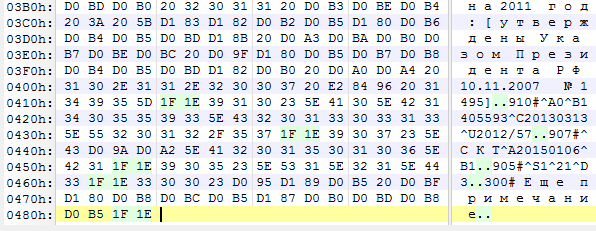 03B0h: D0 BD D0 B0 20 32 30 31 31 20 D0 B3 D0 BE D0 B4 на 2011 год
03C0h: 20 3A 20 5B D1 83 D1 82 D0 B2 D0 B5 D1 80 D0 B6 :[утверж
03D0h: D0 B4 D0 B5 D0 BD D1 8B 20 D0 A3 D0 BA D0 B0 D0 дены Ука
03E0h: B7 D0 BE D0 BC 20 D0 9F D1 80 D0 B5 D0 B7 D0 B8 зом Прези
03F0h: D0 B4 D0 B5 D0 BD D1 82 D0 B0 20 D0 A0 D0 A4 20 дента РФ
0400h: 31 30 2E 31 31 2E 32 30 30 37 20 E2 84 96 20 31 10.11.2007 №1
0410h: 34 39 35 5D 1F 1E 39 31 30 23 5E 41 30 5E 42 31 495]..910#^A0^B1
0420h: 34 30 35 35 39 33 5E 43 32 30 31 33 30 33 31 33 405593^C20130313
0430h: 5E 55 32 30 31 32 2F 35 37 1F 1E 39 30 37 23 5E ^U2012/57..907#^
0440h: 43 D0 9A D0 A2 5E 41 32 30 31 35 30 31 30 36 5E СКТ^A20150106^
0450h: 42 31 1F 1E 39 30 35 23 5E 53 31 5E 32 31 5E 44 B1..905#^S1^21^D
0460h: 33 1F 1E 33 30 30 23 D0 95 D1 89 D0 B5 20 D0 BF 3..300#Еще п
0470h: D1 80 D0 B8 D0 BC D0 B5 D1 87 D0 B0 D0 BD D0 B8 римечани
0480h: D0 B5 1F 1E е..